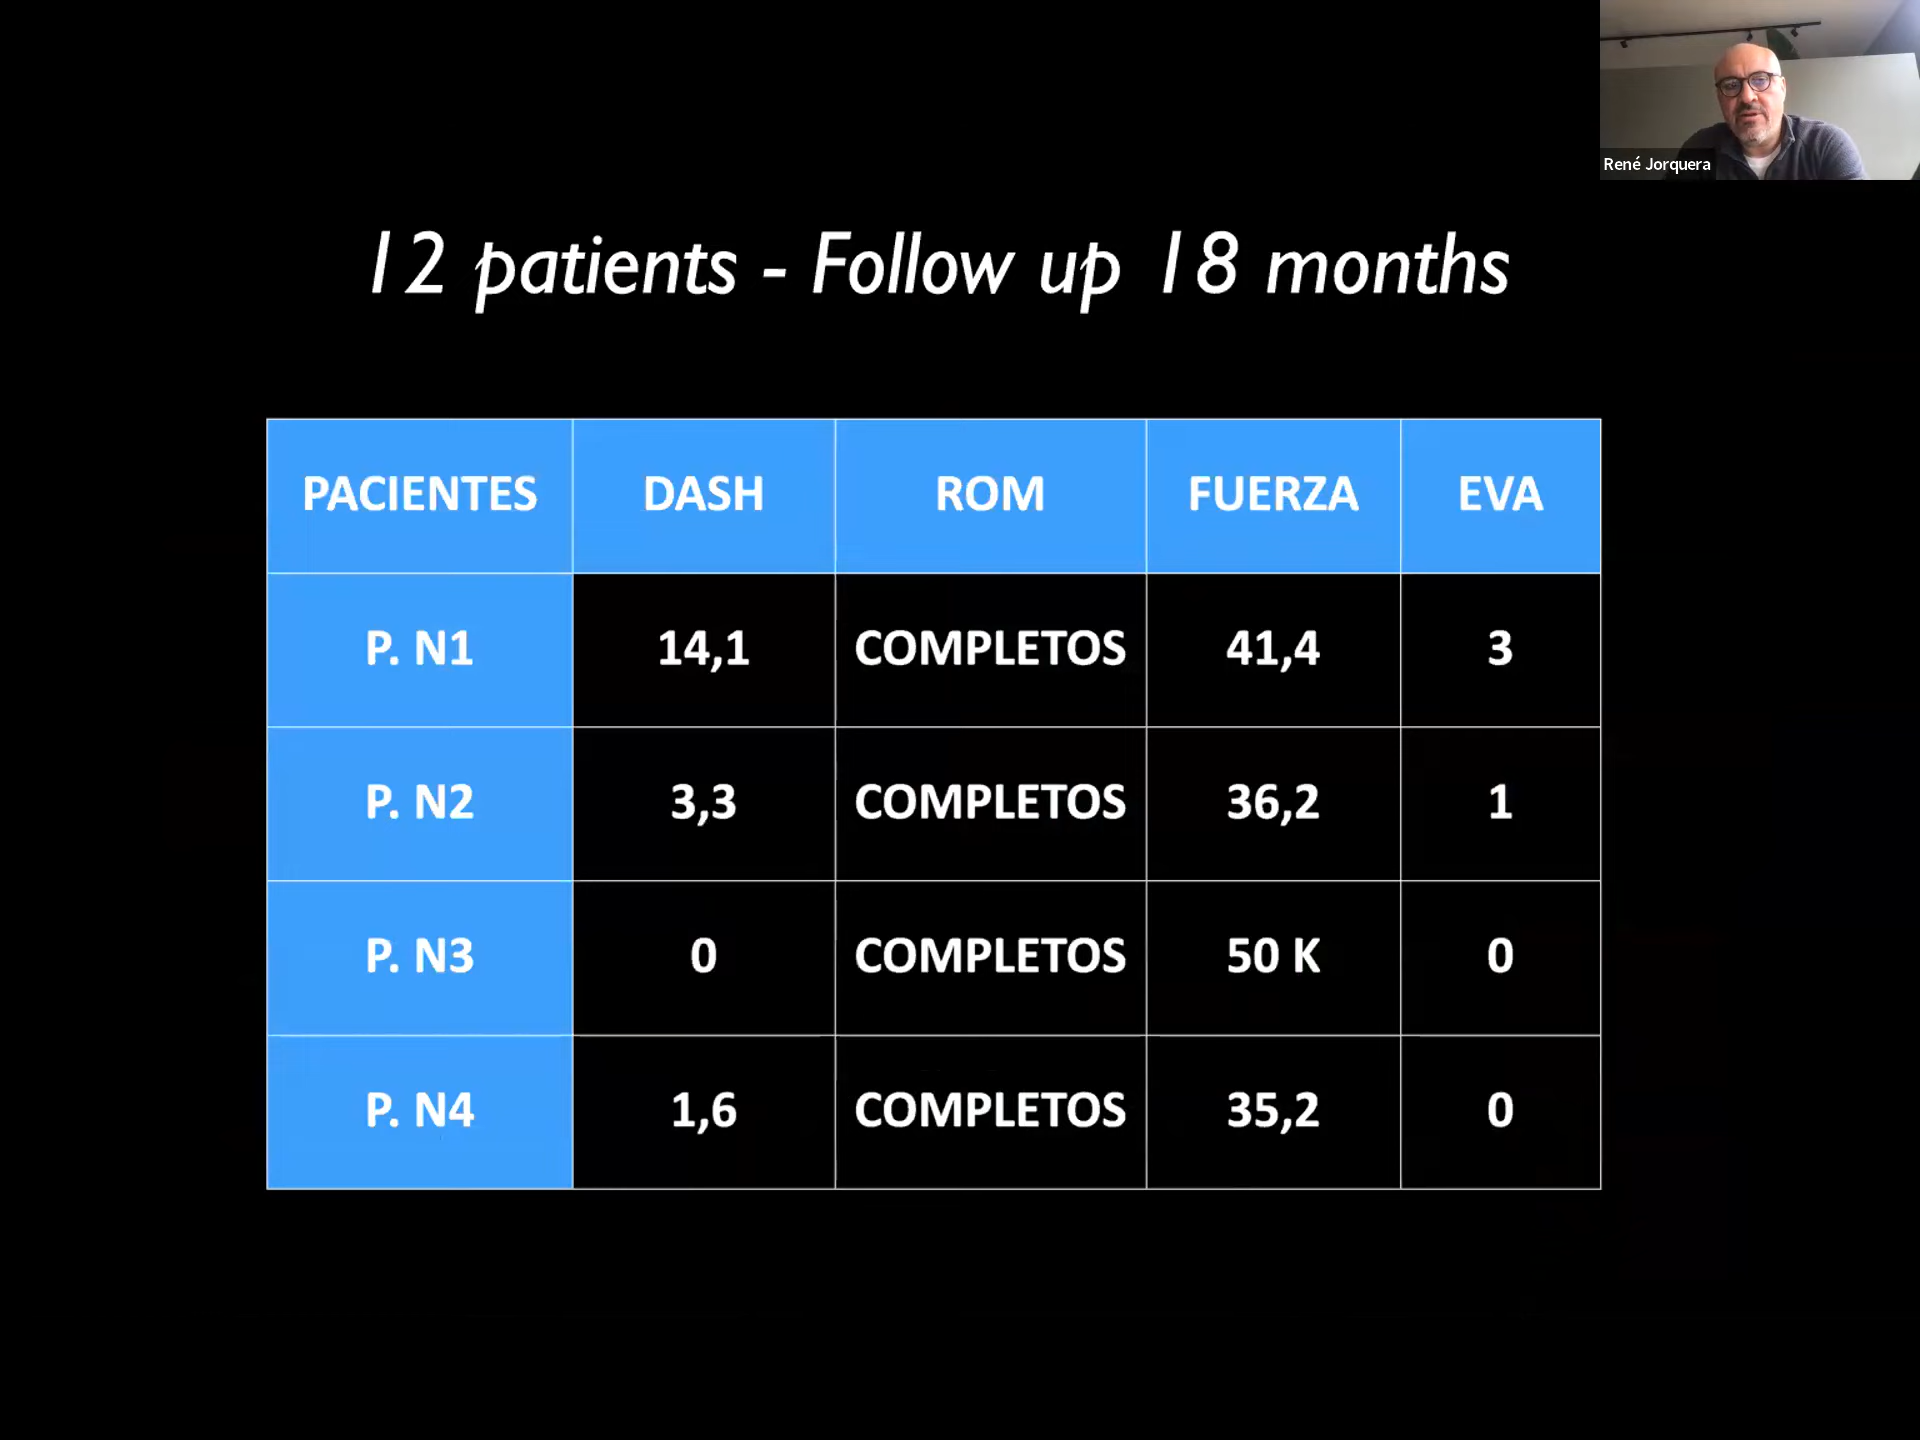 René Jorquera
12 patients - Follow up 18 months
PACIENTES DASH ROM FUERZA EVA
P. N1 14,1 COMPLETOS 41,4 3
P. N2 3,3 COMPLETOS 36,2 1
P. N3 0 COMPLETOS 50 K 0
P. N4 1,6 COMPLETOS 35,2 0